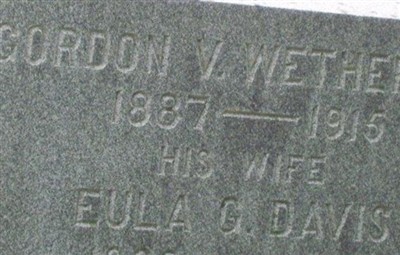 GORDON V. WETHE
1887—1915
HIS WIFE
EULA G. DAVIS